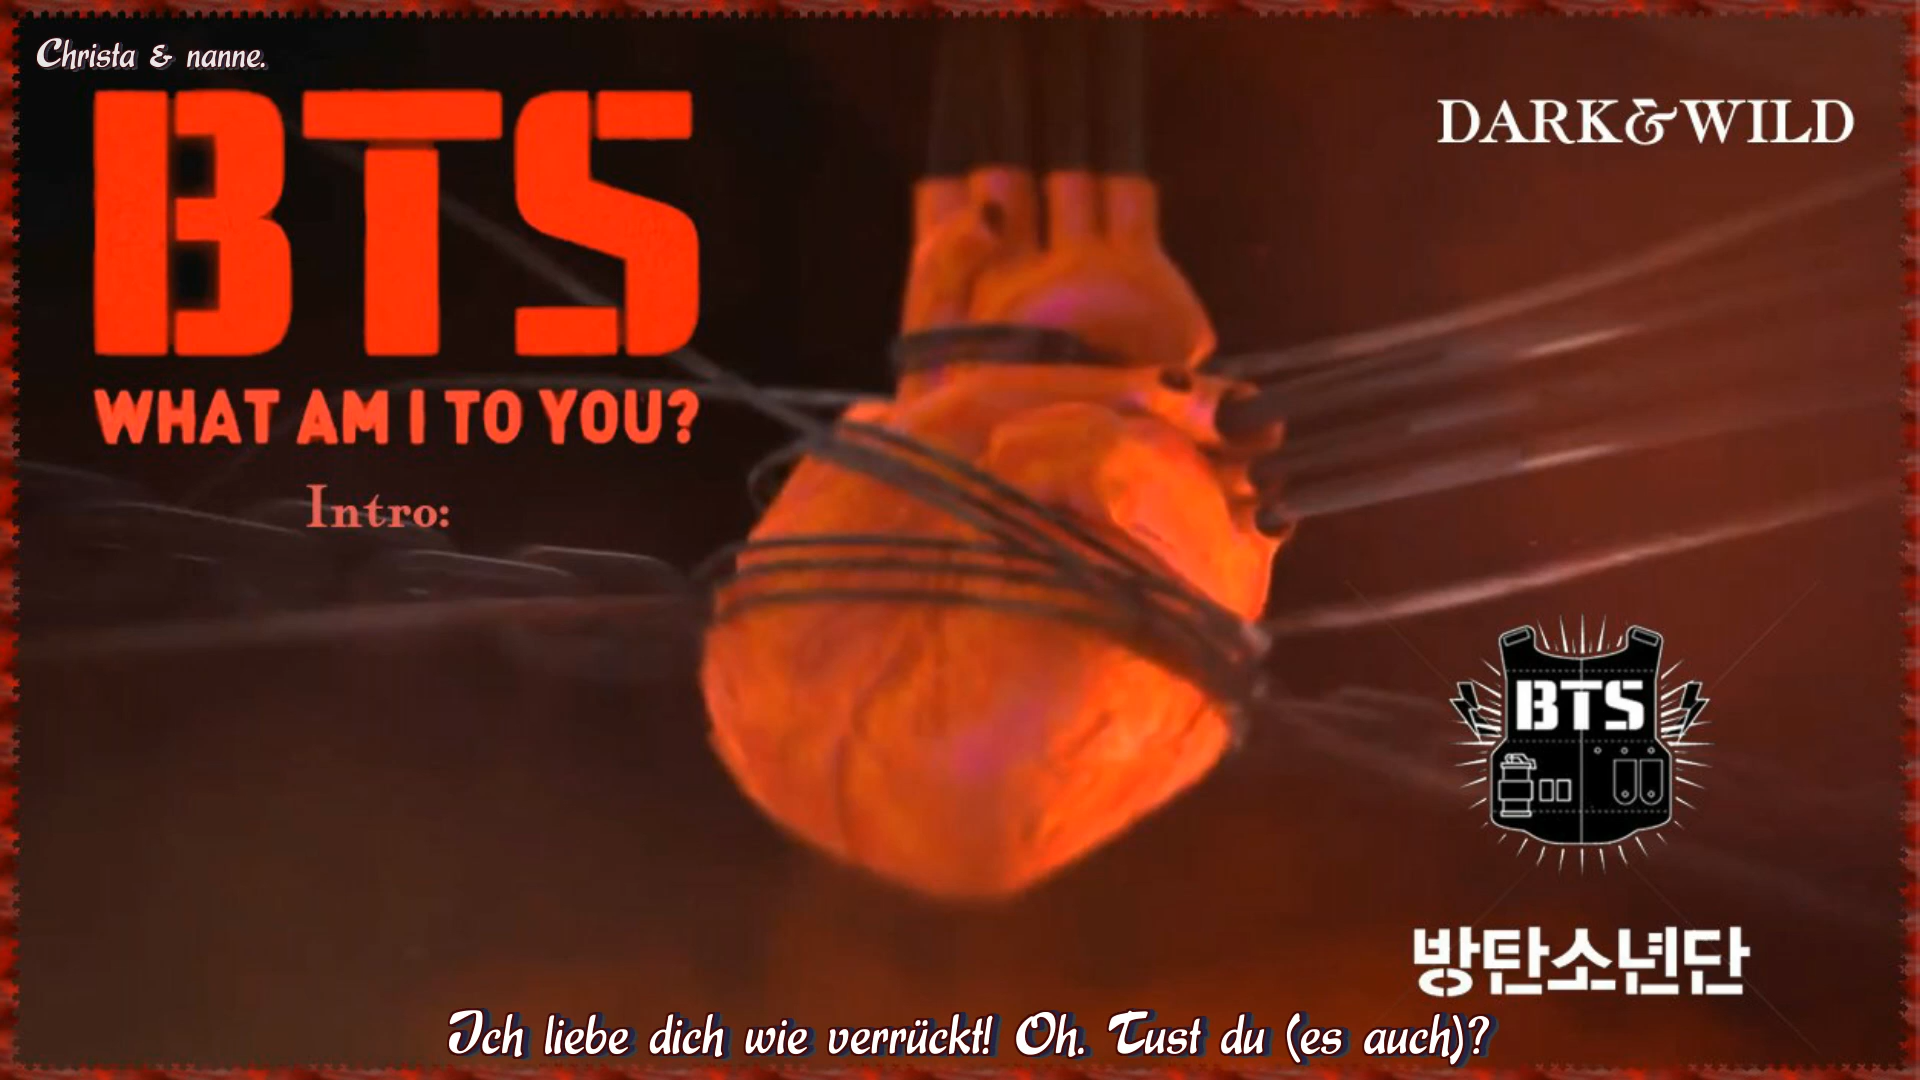 Christa & nanne.
BTS
WHAT AM I TO YOU?
Intro:
DARK&WILD
BTS
방탄소년단
Ich liebe dich wie verrückt! Oh. Tust du (es auch)?